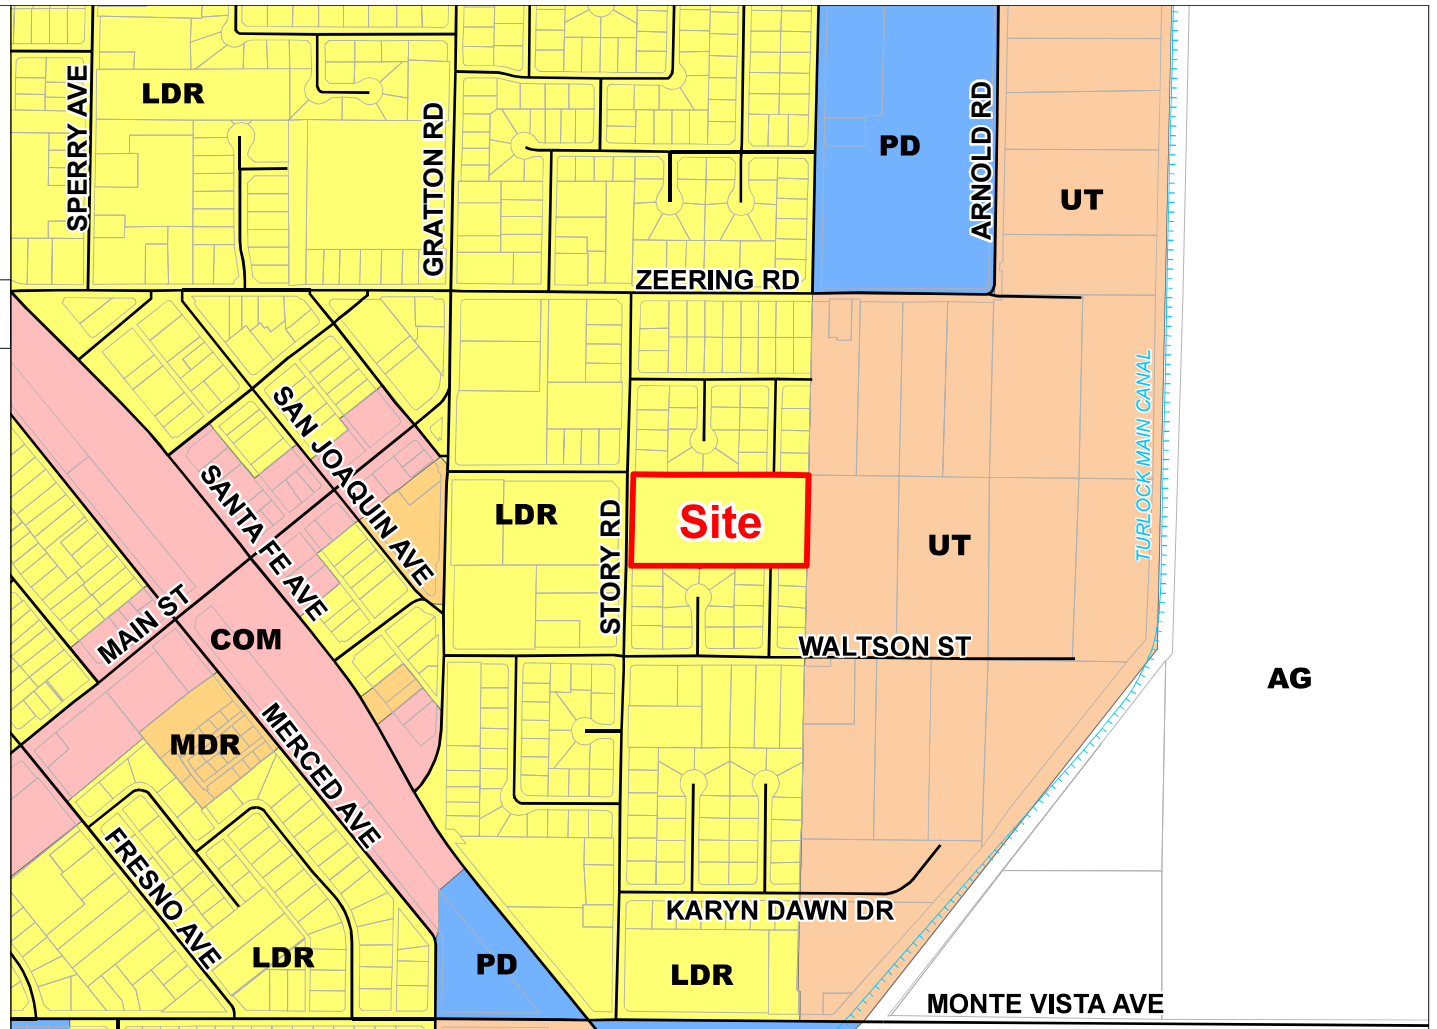 LDR
SPERRY AVE
GRATTON RD
PD
ARNOLD RD
UT
ZEERING RD
SAN JOAQUIN AVE
SANTA FE AVE
TURLOCK MAIN CANAL
LDR
STORY RD
Site
UT
MAIN ST
COM
WALTSON ST
AG
MDR
MERCED AVE
FRESNO AVE
KARYN DAWN DR
LDR
PD
LDR
MONTE VISTA AVE